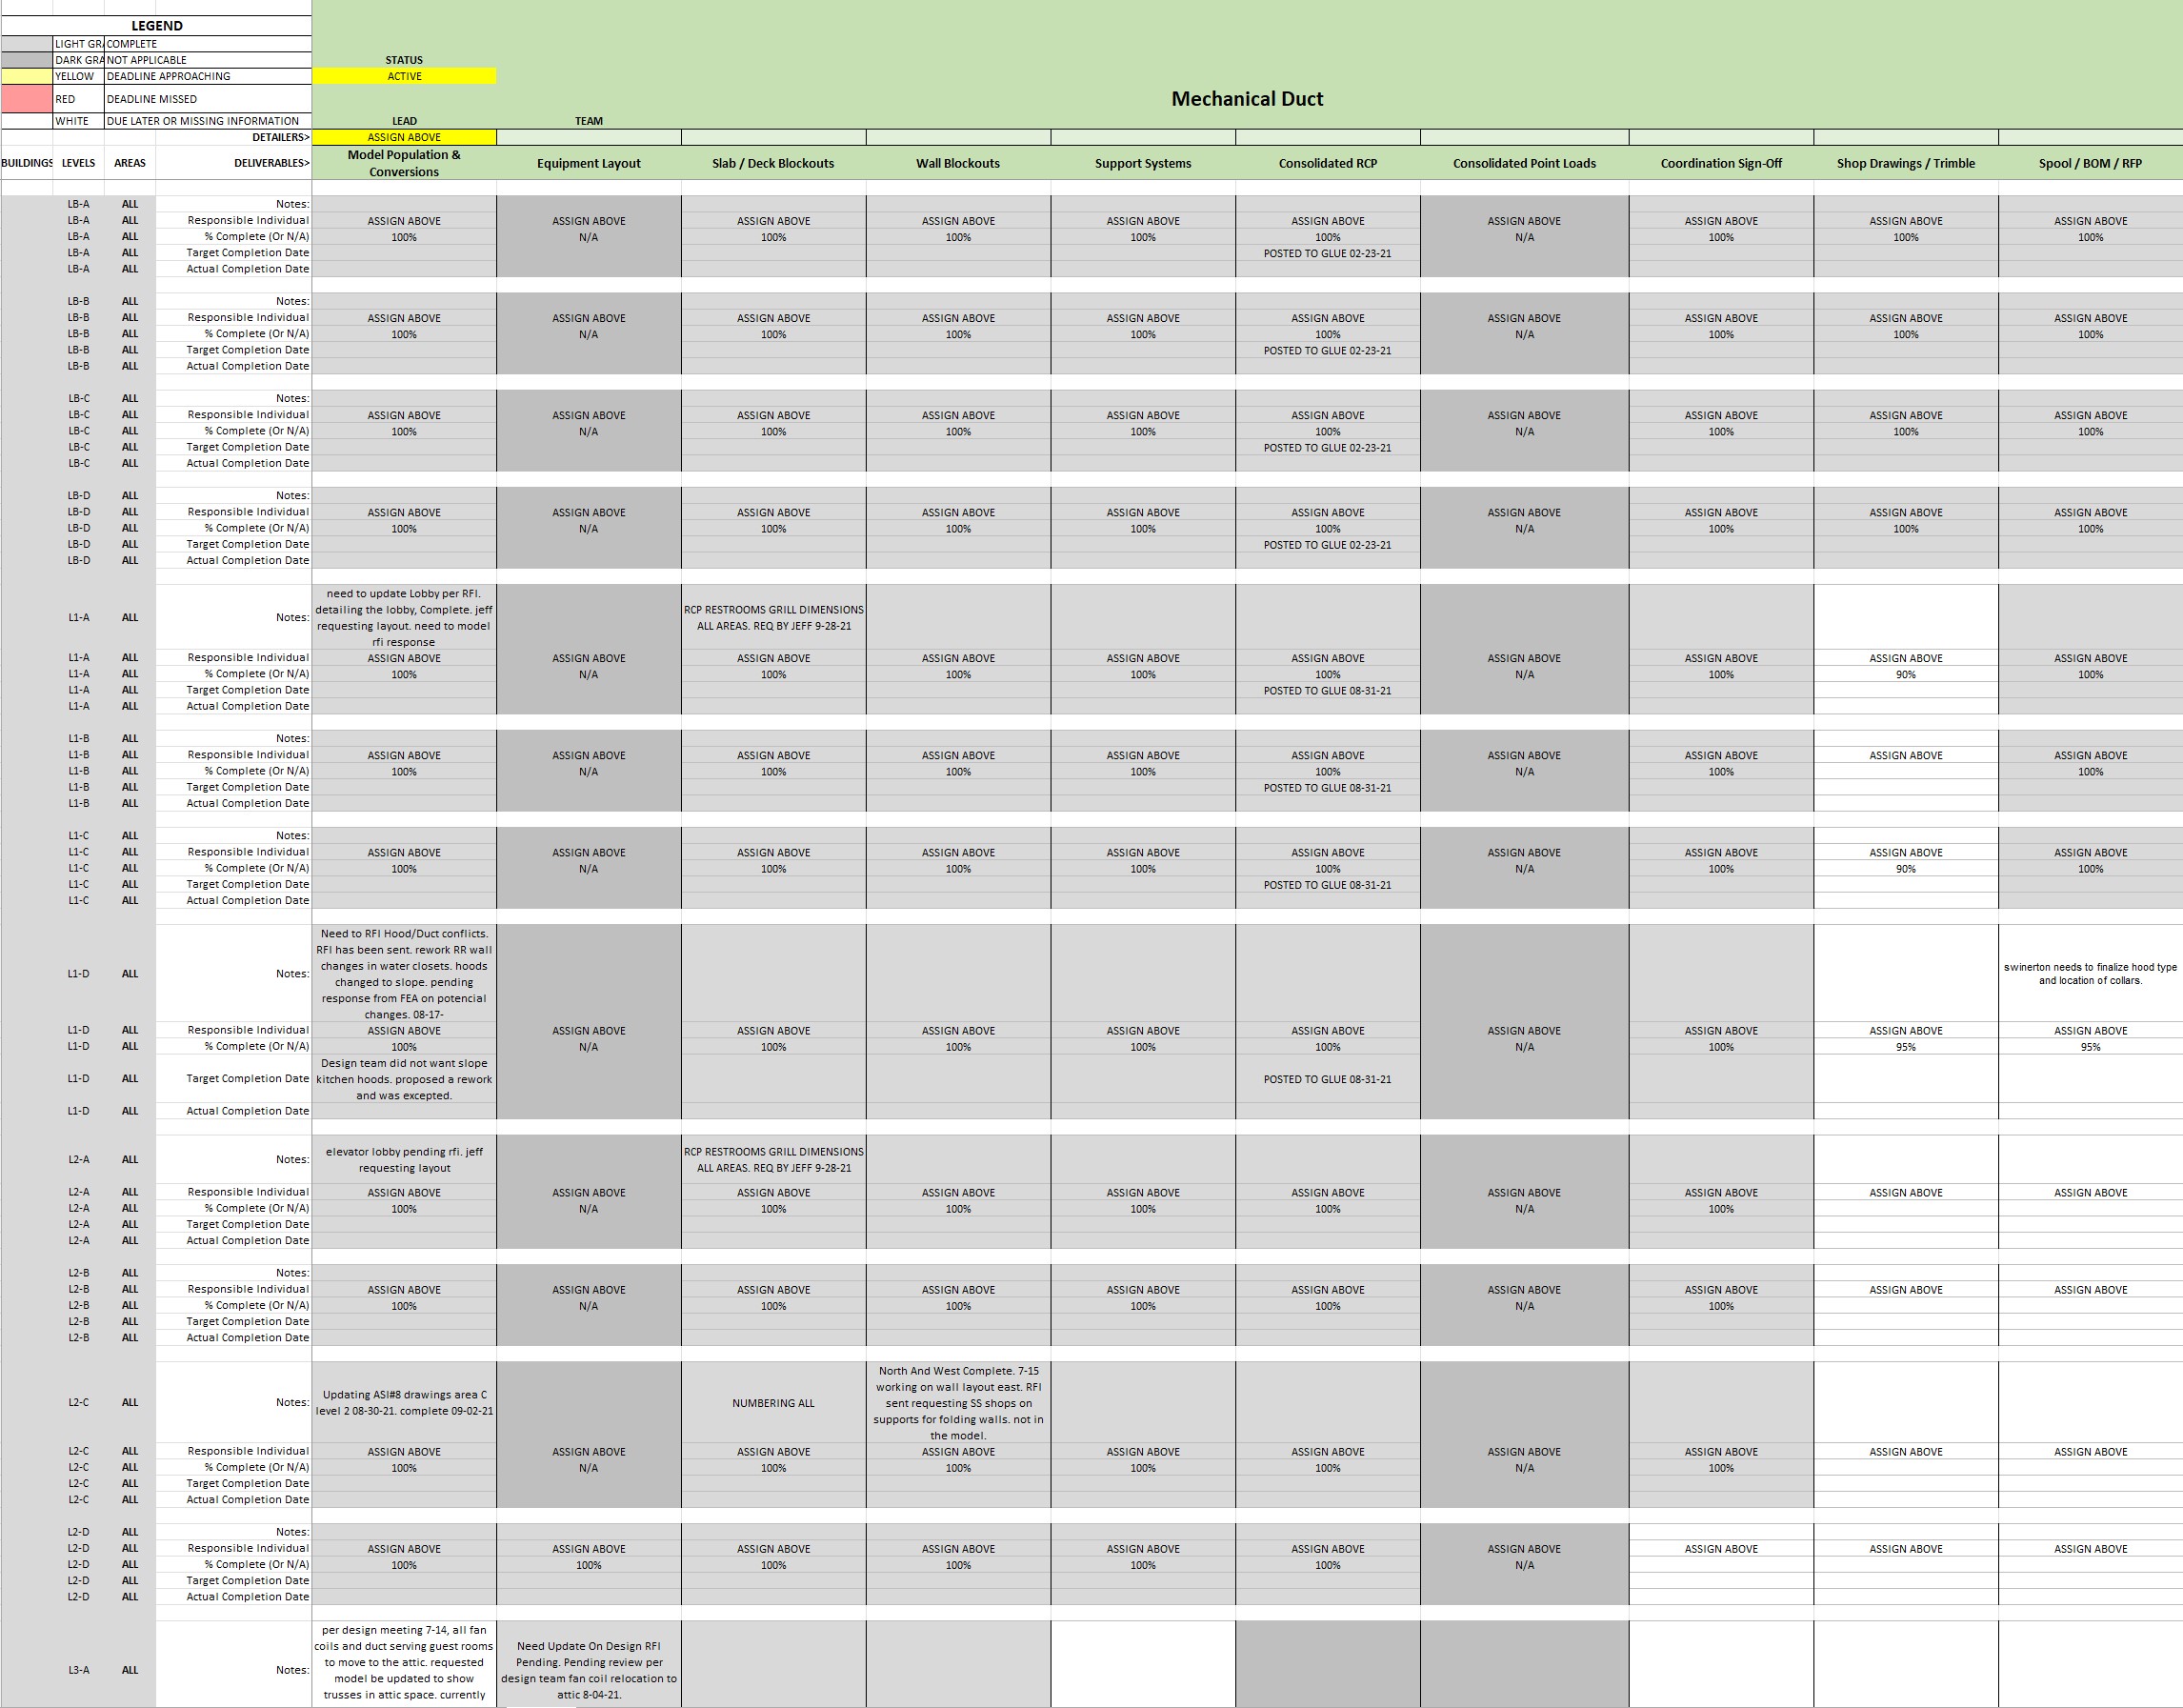 LEGEND
LIGHT GRA COMPLETE
DARK GRA NOT APPLICABLE
STATUS
YELLOW DEADLINE APPROACHING
ACTIVE
RED DEADLINE MISSED
Mechanical Duct
WHITE DUE LATER OR MISSING INFORMATION
LEAD TEAM
DETAILERS> ASSIGN ABOVE
BUILDINGS LEVELS AREAS DELIVERABLES> Model Population & Conversions Equipment Layout Slab / Deck Blockouts Wall Blockouts Support Systems Consolidated RCP Consolidated Point Loads Coordination Sign-Off Shop Drawings / Trimble Spool / BOM / RFP
LB-A ALL Notes:
LB-A ALL Responsible Individual ASSIGN ABOVE ASSIGN ABOVE ASSIGN ABOVE ASSIGN ABOVE ASSIGN ABOVE ASSIGN ABOVE ASSIGN ABOVE ASSIGN ABOVE ASSIGN ABOVE ASSIGN ABOVE
LB-A ALL % Complete (Or N/A) 100% N/A 100% 100% 100% 100% N/A 100% 100% 100%
LB-A ALL Target Completion Date POSTED TO GLUE 02-23-21
LB-A ALL Actual Completion Date
LB-B ALL Notes:
LB-B ALL Responsible Individual ASSIGN ABOVE ASSIGN ABOVE ASSIGN ABOVE ASSIGN ABOVE ASSIGN ABOVE ASSIGN ABOVE ASSIGN ABOVE ASSIGN ABOVE ASSIGN ABOVE ASSIGN ABOVE
LB-B ALL % Complete (Or N/A) 100% N/A 100% 100% 100% 100% N/A 100% 100% 100%
LB-B ALL Target Completion Date POSTED TO GLUE 02-23-21
LB-B ALL Actual Completion Date
LB-C ALL Notes:
LB-C ALL Responsible Individual ASSIGN ABOVE ASSIGN ABOVE ASSIGN ABOVE ASSIGN ABOVE ASSIGN ABOVE ASSIGN ABOVE ASSIGN ABOVE ASSIGN ABOVE ASSIGN ABOVE ASSIGN ABOVE
LB-C ALL % Complete (Or N/A) 100% N/A 100% 100% 100% 100% N/A 100% 100% 100%
LB-C ALL Target Completion Date POSTED TO GLUE 02-23-21
LB-C ALL Actual Completion Date
LB-D ALL Notes:
LB-D ALL Responsible Individual ASSIGN ABOVE ASSIGN ABOVE ASSIGN ABOVE ASSIGN ABOVE ASSIGN ABOVE ASSIGN ABOVE ASSIGN ABOVE ASSIGN ABOVE ASSIGN ABOVE ASSIGN ABOVE
LB-D ALL % Complete (Or N/A) 100% N/A 100% 100% 100% 100% N/A 100% 100% 100%
LB-D ALL Target Completion Date POSTED TO GLUE 02-23-21
LB-D ALL Actual Completion Date
L1-A ALL Notes:
need to update Lobby per RFI.
detailing the lobby, Complete. jeff
requesting layout. need to model
rfi response
RCP RESTROOMS GRILL DIMENSIONS
ALL AREAS. REQ BY JEFF 9-28-21
L1-A ALL Responsible Individual ASSIGN ABOVE ASSIGN ABOVE ASSIGN ABOVE ASSIGN ABOVE ASSIGN ABOVE ASSIGN ABOVE ASSIGN ABOVE ASSIGN ABOVE ASSIGN ABOVE ASSIGN ABOVE
L1-A ALL % Complete (Or N/A) 100% N/A 100% 100% 100% 100% N/A 100% 90% 100%
L1-A ALL Target Completion Date POSTED TO GLUE 08-31-21
L1-A ALL Actual Completion Date
L1-B ALL Notes:
L1-B ALL Responsible Individual ASSIGN ABOVE ASSIGN ABOVE ASSIGN ABOVE ASSIGN ABOVE ASSIGN ABOVE ASSIGN ABOVE ASSIGN ABOVE ASSIGN ABOVE ASSIGN ABOVE ASSIGN ABOVE
L1-B ALL % Complete (Or N/A) 100% N/A 100% 100% 100% 100% N/A 100% 100%
L1-B ALL Target Completion Date POSTED TO GLUE 08-31-21
L1-B ALL Actual Completion Date
L1-C ALL Notes:
L1-C ALL Responsible Individual ASSIGN ABOVE ASSIGN ABOVE ASSIGN ABOVE ASSIGN ABOVE ASSIGN ABOVE ASSIGN ABOVE ASSIGN ABOVE ASSIGN ABOVE ASSIGN ABOVE ASSIGN ABOVE
L1-C ALL % Complete (Or N/A) 100% N/A 100% 100% 100% 100% N/A 100% 90% 100%
L1-C ALL Target Completion Date POSTED TO GLUE 08-31-21
L1-C ALL Actual Completion Date
L1-D ALL Notes:
Need to RFI Hood/Duct conflicts.
RFI has been sent. rework RR wall
changes in water closets. hoods
changed to slope. pending
response from FEA on potencial
changes. 08-17-
swinerton needs to finalize hood type
and location of collars.
L1-D ALL Responsible Individual ASSIGN ABOVE ASSIGN ABOVE ASSIGN ABOVE ASSIGN ABOVE ASSIGN ABOVE ASSIGN ABOVE ASSIGN ABOVE ASSIGN ABOVE ASSIGN ABOVE ASSIGN ABOVE
L1-D ALL % Complete (Or N/A) 100% N/A 100% 100% 100% 100% N/A 100% 95% 95%
L1-D ALL Target Completion Date
Design team did not want slope
kitchen hoods. proposed a rework
and was excepted.
POSTED TO GLUE 08-31-21
L1-D ALL Actual Completion Date
L2-A ALL Notes:
elevator lobby pending rfi. jeff
requesting layout
RCP RESTROOMS GRILL DIMENSIONS
ALL AREAS. REQ BY JEFF 9-28-21
L2-A ALL Responsible Individual ASSIGN ABOVE ASSIGN ABOVE ASSIGN ABOVE ASSIGN ABOVE ASSIGN ABOVE ASSIGN ABOVE ASSIGN ABOVE ASSIGN ABOVE ASSIGN ABOVE ASSIGN ABOVE
L2-A ALL % Complete (Or N/A) 100% N/A 100% 100% 100% 100% N/A 100%
L2-A ALL Target Completion Date
L2-A ALL Actual Completion Date
L2-B ALL Notes:
L2-B ALL Responsible Individual ASSIGN ABOVE ASSIGN ABOVE ASSIGN ABOVE ASSIGN ABOVE ASSIGN ABOVE ASSIGN ABOVE ASSIGN ABOVE ASSIGN ABOVE ASSIGN ABOVE ASSIGN ABOVE
L2-B ALL % Complete (Or N/A) 100% N/A 100% 100% 100% 100% N/A 100%
L2-B ALL Target Completion Date
L2-B ALL Actual Completion Date
L2-C ALL Notes:
Updating ASI#8 drawings area C
level 2 08-30-21. complete 09-02-21
NUMBERING ALL
North And West Complete. 7-15
working on wall layout east. RFI
sent requesting SS shops on
supports for folding walls. not in
the model.
L2-C ALL Responsible Individual ASSIGN ABOVE ASSIGN ABOVE ASSIGN ABOVE ASSIGN ABOVE ASSIGN ABOVE ASSIGN ABOVE ASSIGN ABOVE ASSIGN ABOVE ASSIGN ABOVE ASSIGN ABOVE
L2-C ALL % Complete (Or N/A) 100% N/A 100% 100% 100% 100% N/A 100%
L2-C ALL Target Completion Date
L2-C ALL Actual Completion Date
L2-D ALL Notes:
L2-D ALL Responsible Individual ASSIGN ABOVE ASSIGN ABOVE ASSIGN ABOVE ASSIGN ABOVE ASSIGN ABOVE ASSIGN ABOVE ASSIGN ABOVE ASSIGN ABOVE ASSIGN ABOVE ASSIGN ABOVE
L2-D ALL % Complete (Or N/A) 100% 100% 100% 100% 100% 100% N/A
L2-D ALL Target Completion Date
L2-D ALL Actual Completion Date
L3-A ALL Notes:
per design meeting 7-14, all fan
coils and duct serving guest rooms
to move to the attic. requested
model be updated to show
trusses in attic space. currently
Need Update On Design RFI
Pending. Pending review per
design team fan coil relocation to
attic 8-04-21.